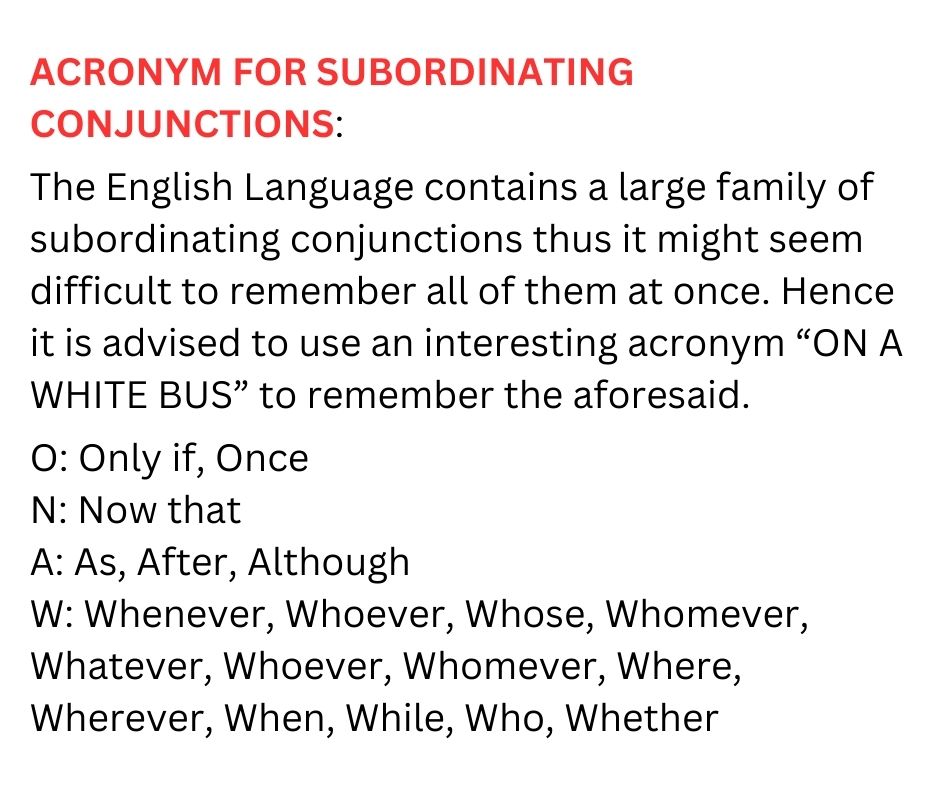 ACRONYM FOR SUBORDINATING
CONJUNCTIONS:
The English Language contains a large family of
subordinating conjunctions thus it might seem
difficult to remember all of them at once. Hence
it is advised to use an interesting acronym “ON A
WHITE BUS” to remember the aforesaid.
O: Only if, Once
N: Now that
A: As, After, Although
W: Whenever, Whoever, Whose, Whomever,
Whatever, Whoever, Whomever, Where,
Wherever, When, While, Who, Whether